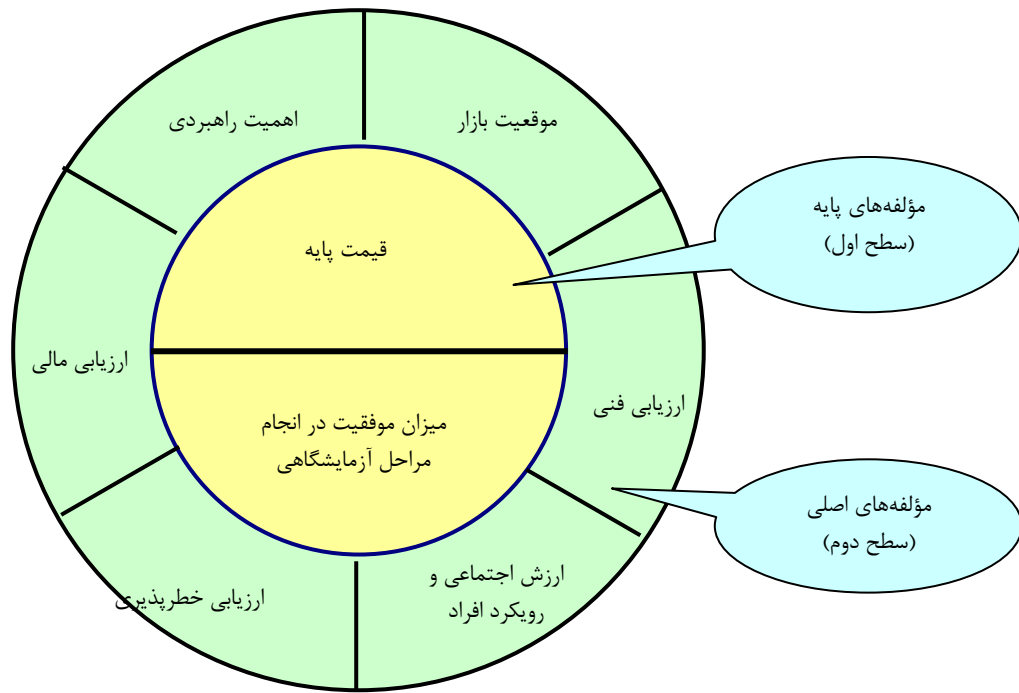 موقعیت بازار
اهمیت راهبردی
مؤلفه‌های پایه
(سطح اول)
قیمت پایه
ارزیابی مالی
ارزیابی فنی
میزان موفقیت در انجام
مراحل آزمایشگاهی
مؤلفه‌های اصلی
(سطح دوم)
ارزش اجتماعی و
رویکرد افراد
ارزیابی خطرپذیری